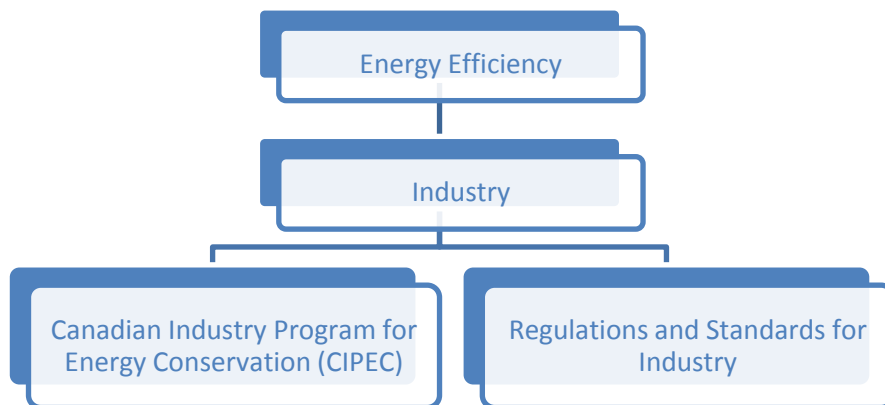 Energy Efficiency
Industry
Canadian Industry Program for
Energy Conservation (CIPEC)
Regulations and Standards for
Industry